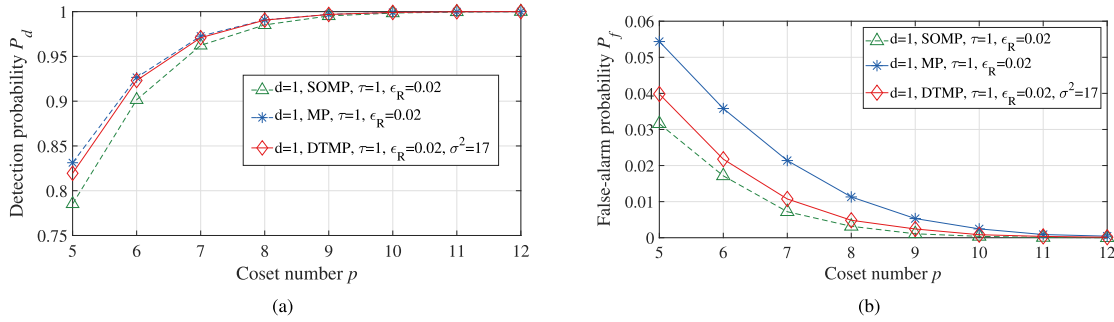 1
0.95
0.9
0.85
0.8
0.75
Detection probability P_d
d=1, SOMP, τ=1, ϵ_R=0.02
d=1, MP, τ=1, ϵ_R=0.02
d=1, DTMP, τ=1, ϵ_R=0.02, σ²=17
5 6 7 8 9 10 11 12
Coset number p
(a)
0.06
0.05
0.04
0.03
0.02
0.01
0
False-alarm probability P_f
d=1, SOMP, τ=1, ϵ_R=0.02
d=1, MP, τ=1, ϵ_R=0.02
d=1, DTMP, τ=1, ϵ_R=0.02, σ²=17
5 6 7 8 9 10 11 12
Coset number p
(b)